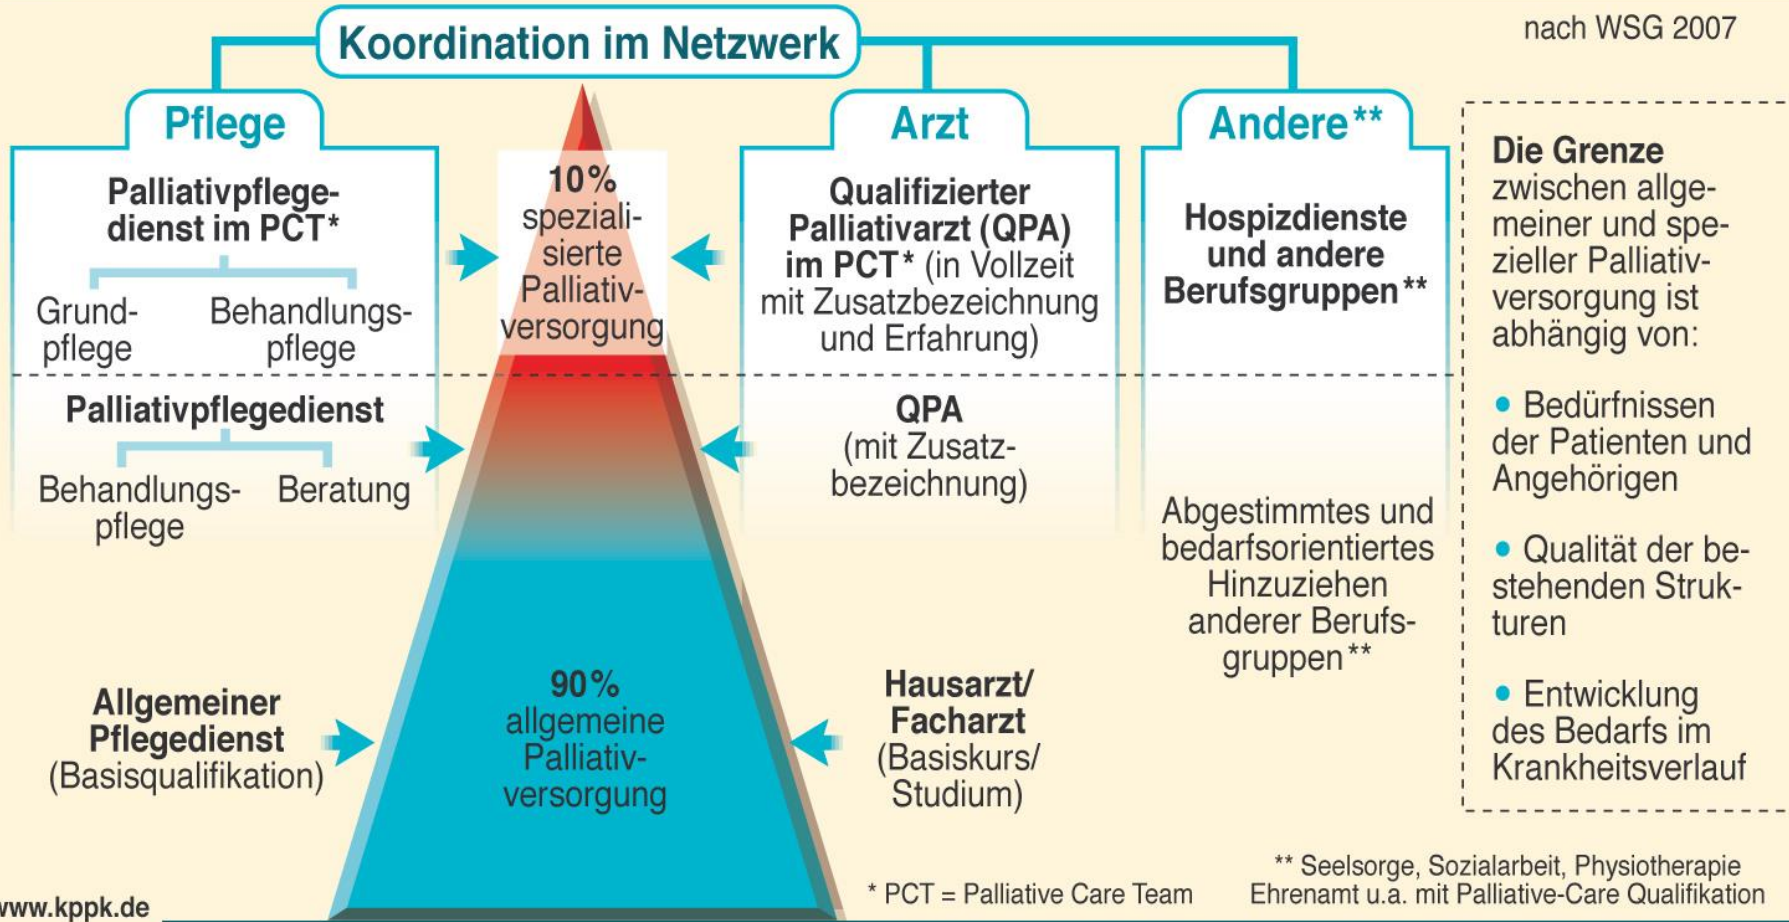 Koordination im Netzwerk
nach WSG 2007
Pflege
Palliativpflege-
dienst im PCT*
Grund-
pflege
Behandlungs-
pflege
Palliativpflegedienst
Behandlungs-
pflege
Beratung
Allgemeiner
Pflegedienst
(Basisqualifikation)
10%
speziali-
sierte
Palliativ-
versorgung
90%
allgemeine
Palliativ-
versorgung
Arzt
Qualifizierter
Palliativarzt (QPA)
im PCT* (in Vollzeit
mit Zusatzbezeichnung
und Erfahrung)
QPA
(mit Zusatz-
bezeichnung)
Hausarzt/
Facharzt
(Basiskurs/
Studium)
Andere**
Hospizdienste
und andere
Berufsgruppen**
Abgestimmtes und
bedarfsorientiertes
Hinzuziehen
anderer Berufs-
gruppen**
Die Grenze
zwischen allge-
meiner und spe-
zieller Palliativ-
versorgung ist
abhängig von:
• Bedürfnissen
der Patienten und
Angehörigen
• Qualität der be-
stehenden Struk-
turen
• Entwicklung
des Bedarfs im
Krankheitsverlauf
www.kppk.de
* PCT = Palliative Care Team
** Seelsorge, Sozialarbeit, Physiotherapie
Ehrenamt u.a. mit Palliative-Care Qualifikation